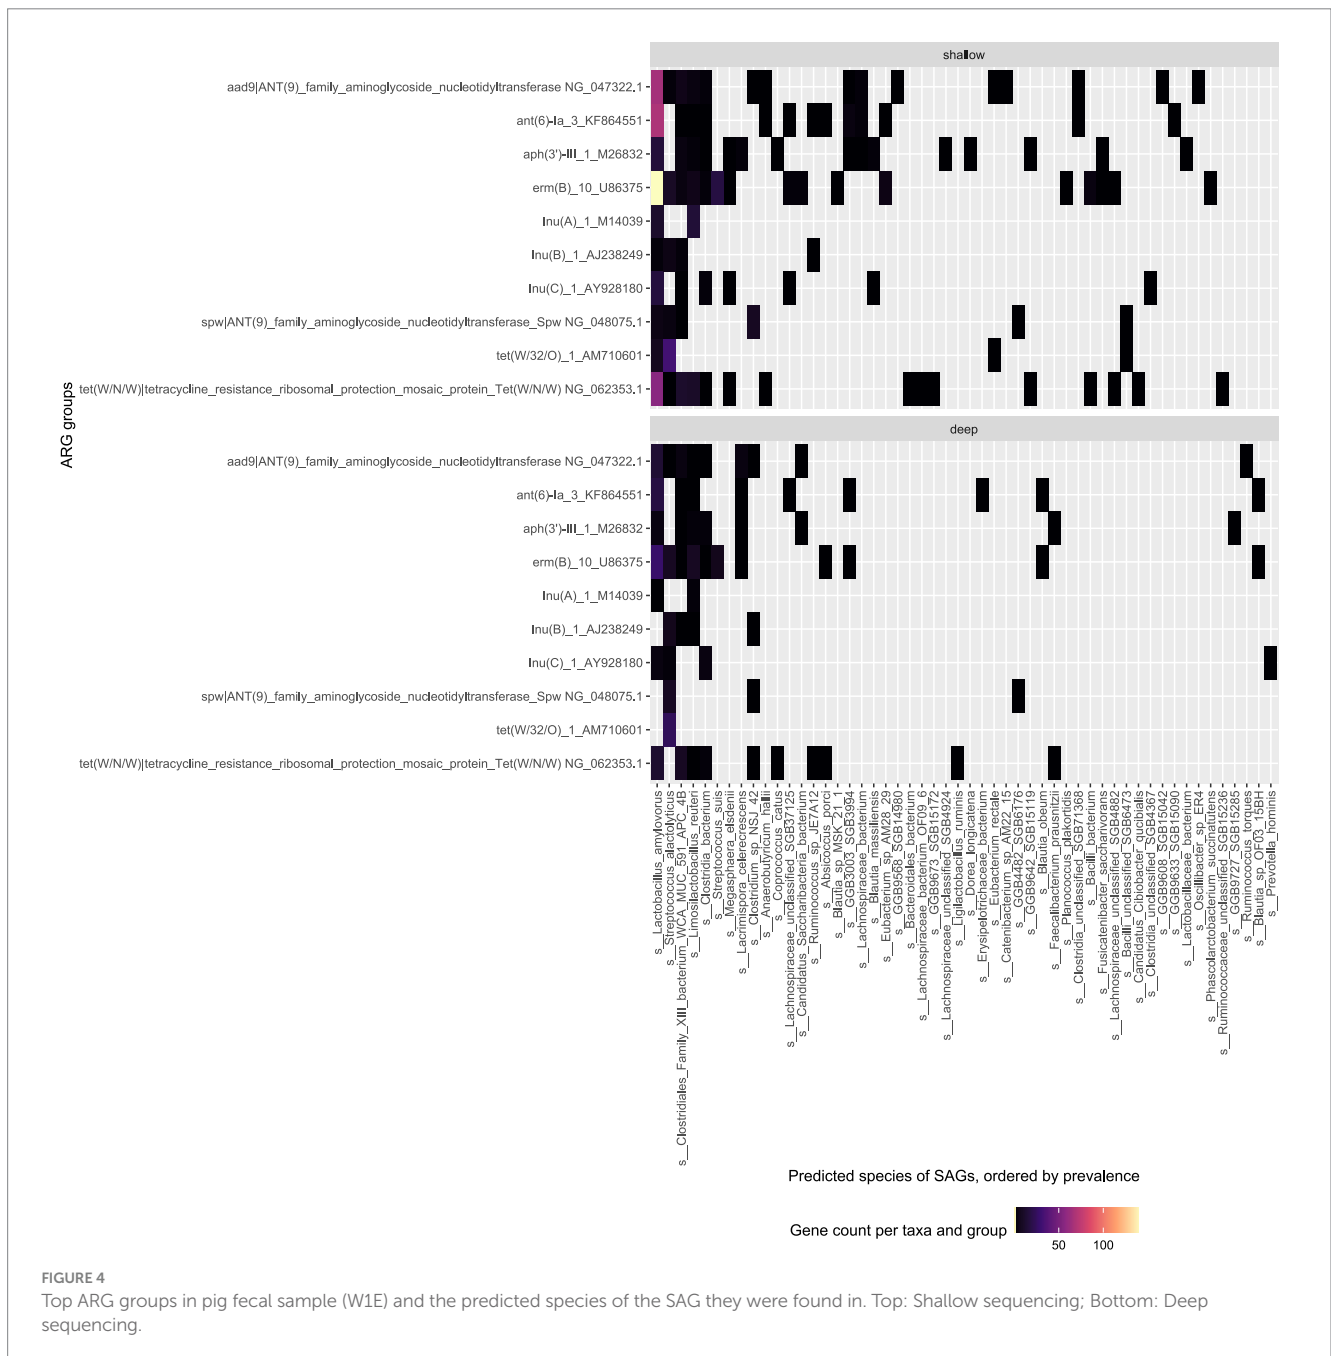 shallow
aad9|ANT(9)_family_aminoglycoside_nucleotidyltransferase NG_047322.1
ant(6)-Ia_3_KF864551
aph(3')-III_1_M26832
erm(B)_10_U86375
lnu(A)_1_M14039
lnu(B)_1_AJ238249
lnu(C)_1_AY928180
spw|ANT(9)_family_aminoglycoside_nucleotidyltransferase_Spw NG_048075.1
tet(W/32/O)_1_AM710601
tet(W/N/W)|tetracycline_resistance_ribosomal_protection_mosaic_protein_Tet(W/N/W) NG_062353.1
ARG groups
deep
aad9|ANT(9)_family_aminoglycoside_nucleotidyltransferase NG_047322.1
ant(6)-Ia_3_KF864551
aph(3')-III_1_M26832
erm(B)_10_U86375
lnu(A)_1_M14039
lnu(B)_1_AJ238249
lnu(C)_1_AY928180
spw|ANT(9)_family_aminoglycoside_nucleotidyltransferase_Spw NG_048075.1
tet(W/32/O)_1_AM710601
tet(W/N/W)|tetracycline_resistance_ribosomal_protection_mosaic_protein_Tet(W/N/W) NG_062353.1
s__Lactobacillus_amylovorus
s__Streptococcus_alactolyticus
s__Clostridiales_Family_XIII_bacterium_WCA_MUC_591_APC_4B
s__Limosilactobacillus_reuteri
s__Clostridia_bacterium
s__Streptococcus_suis
s__Megasphaera_elsdenii
s__Lacrimispora_celerecrescens
s__Clostridium_sp_NSJ_42
s__Anaerobutyricum_hallii
s__Coprococcus_catus
s__Lachnospiraceae_unclassified_SGB37125
s__Candidatus_Saccharibacteria_bacterium
s__Ruminococcus_sp_JE7A12
s__Absicoccus_porci
s__Blautia_sp_MSK_21_1
s__GGB3003_SGB3994
s__Lachnospiraceae_bacterium
s__Blautia_massiliensis
s__Eubacterium_sp_AM28_29
s__GGB9568_SGB14980
s__Bacteroidales_bacterium
s__Lachnospiraceae_bacterium_OF09_6
s__GGB9673_SGB15172
s__Lachnospiraceae_unclassified_SGB4924
s__Ligilactobacillus_ruminis
s__Dorea_longicatena
s__Erysipelotrichaceae_bacterium
s__Eubacterium_rectale
s__Catenibacterium_sp_AM22_15
s__GGB4482_SGB6176
s__GGB9642_SGB15119
s__Blautia_obeum
s__Faecalibacterium_prausnitzii
s__Planococcus_plakortidis
s__Clostridia_unclassified_SGB71368
s__Bacilli_bacterium
s__Fusicatenibacter_saccharivorans
s__Lachnospiraceae_unclassified_SGB4882
s__Bacilli_unclassified_SGB6473
s__Candidatus_Cibiobacter_qucibialis
s__Clostridia_unclassified_SGB4367
s__GGB9608_SGB15042
s__GGB9633_SGB15090
s__Lactobacillaceae_bacterium
s__Oscillibacter_sp_ER4
s__Phascolarctobacterium_succinatutens
s__Ruminococcaceae_unclassified_SGB15236
s__GGB9727_SGB15285
s__Ruminococcus_torques
s__Blautia_sp_OF03_15BH
s__Prevotella_hominis
Predicted species of SAGs, ordered by prevalence
Gene count per taxa and group
50 100
FIGURE 4
Top ARG groups in pig fecal sample (W1E) and the predicted species of the SAG they were found in. Top: Shallow sequencing; Bottom: Deep
sequencing.